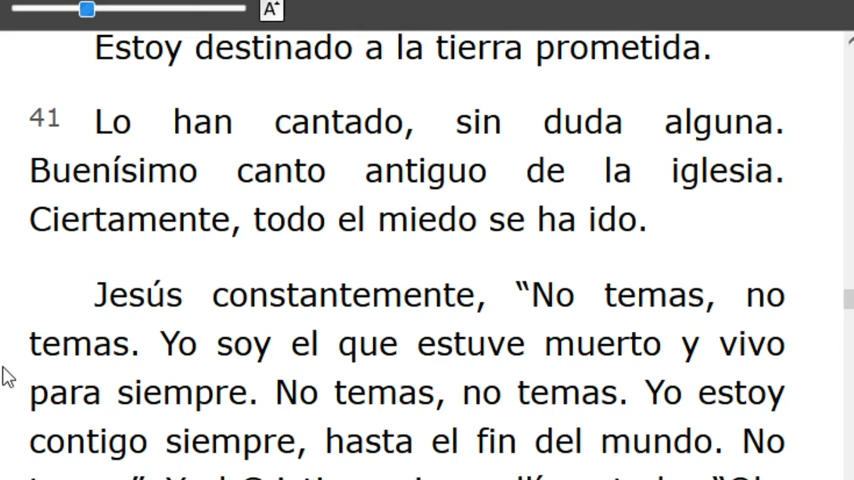 A
Estoy destinado a la tierra prometida.
41 Lo han cantado, sin duda alguna.
Buenísimo canto antiguo de la iglesia.
Ciertamente, todo el miedo se ha ido.
Jesús constantemente, “No temas, no
temas. Yo soy el que estuve muerto y vivo
para siempre. No temas, no temas. Yo estoy
contigo siempre, hasta el fin del mundo. No